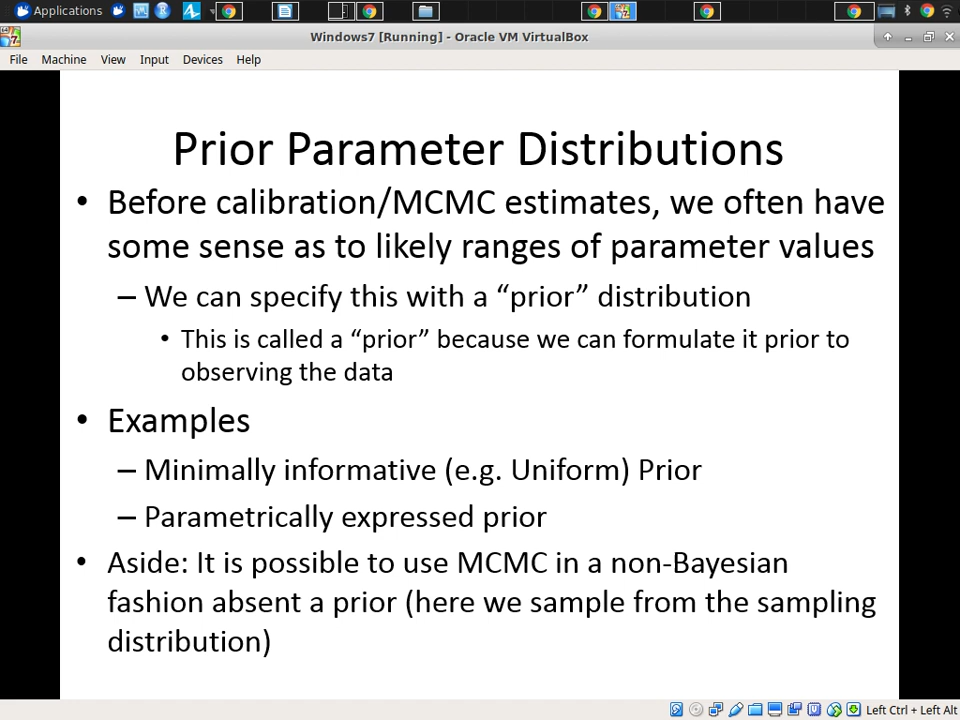 Applications
Windows7 [Running] - Oracle VM VirtualBox
File Machine View Input Devices Help
Prior Parameter Distributions
• Before calibration/MCMC estimates, we often have
some sense as to likely ranges of parameter values
– We can specify this with a “prior” distribution
• This is called a “prior” because we can formulate it prior to
observing the data
• Examples
– Minimally informative (e.g. Uniform) Prior
– Parametrically expressed prior
• Aside: It is possible to use MCMC in a non-Bayesian
fashion absent a prior (here we sample from the sampling
distribution)
Left Ctrl + Left Alt